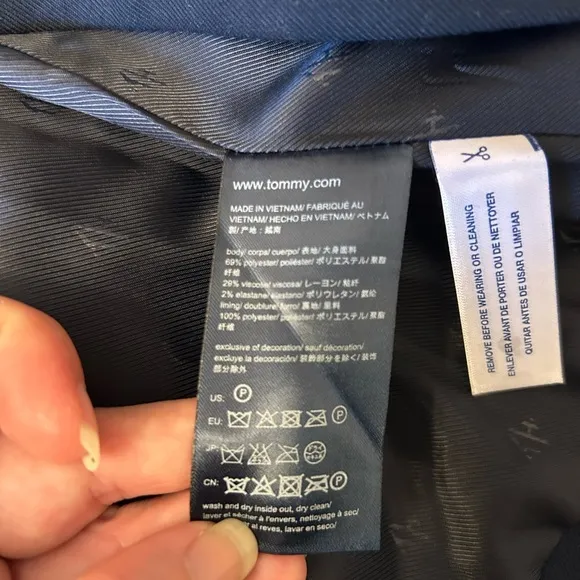 www.tommy.com
MADE IN VIETNAM/ FABRIQUÉ AU
VIETNAM/ HECHO EN VIETNAM/ ベトナム
製/ 产地: 越南
body/ corps/ cuerpo/ 表地/ 大身面料
69% polyester/ poliéster/ ポリエステル/ 聚酯
纤维
29% viscose/ viscosa/ レーヨン/ 粘纤
2% elastane/ elastano/ ポリウレタン/ 氨纶
lining/ doublure/ forro/ 裏地/ 里料
100% polyester/ poliéster/ ポリエステル/ 聚酯
纤维
exclusive of decoration/ sauf décoration/
excluye la decoración/ 装飾部分を除く/ 装饰
部分除外
US: P
EU: P
JP:
CN: P
wash and dry inside out, dry clean/
laver et sécher à l'envers, nettoyage à sec/
al reves, lavar en seco/
REMOVE BEFORE WEARING OR CLEANING
ENLEVER AVANT DE PORTER OU DE NETTOYER
QUITAR ANTES DE USAR O LIMPIAR